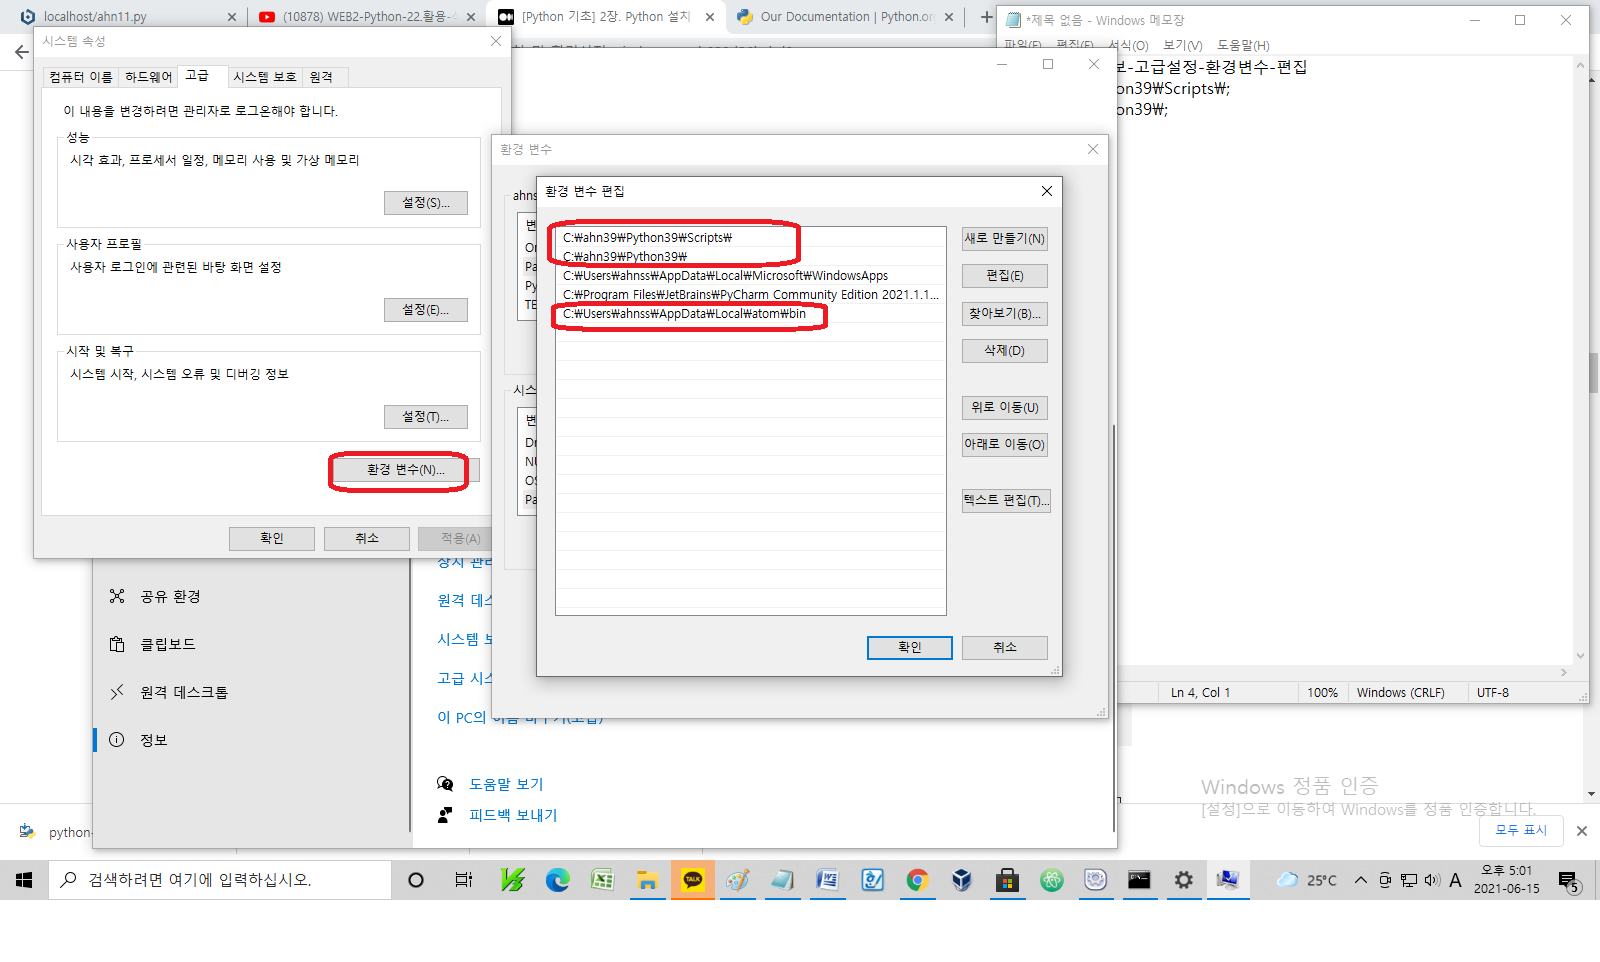 localhost/ahn11.py
(10878) WEB2-Python-22.활용-
[Python 기초] 2장. Python 설치
Our Documentation | Python.or
*제목 없음 - Windows 메모장
파일(F) 편집(E) 서식(O) 보기(V) 도움말(H)
보-고급설정-환경변수-편집
on39₩Scripts₩;
on39₩;
시스템 속성
컴퓨터 이름
하드웨어
고급
시스템 보호
원격
이 내용을 변경하려면 관리자로 로그온해야 합니다.
성능
시각 효과, 프로세서 일정, 메모리 사용 및 가상 메모리
설정(S)...
사용자 프로필
사용자 로그인에 관련된 바탕 화면 설정
설정(E)...
시작 및 복구
시스템 시작, 시스템 오류 및 디버깅 정보
설정(T)...
환경 변수(N)...
확인
취소
적용(A)
환경 변수
ahns
변
Or
Pa
Py
TE
시스
변
Dr
NU
OS
Pa
환경 변수 편집
C:₩ahn39₩Python39₩Scripts₩
C:₩ahn39₩Python39₩
C:₩Users₩ahnss₩AppData₩Local₩Microsoft₩WindowsApps
C:₩Program Files₩JetBrains₩PyCharm Community Edition 2021.1.1...
C:₩Users₩ahnss₩AppData₩Local₩atom₩bin
새로 만들기(N)
편집(E)
찾아보기(B)...
삭제(D)
위로 이동(U)
아래로 이동(O)
텍스트 편집(T)...
확인
취소
공유 환경
클립보드
원격 데스크톱
정보
장치 관리
원격 데스
시스템 보
고급 시스
이 PC의 이름 바꾸기(고급)
도움말 보기
피드백 보내기
Ln 4, Col 1
100%
Windows (CRLF)
UTF-8
Windows 정품 인증
[설정]으로 이동하여 Windows를 정품 인증합니다.
python-
모두 표시
검색하려면 여기에 입력하십시오.
TALK
25°C
A
오후 5:01
2021-06-15
5